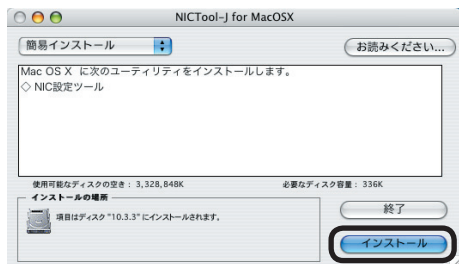 NICTool-J for MacOSX
簡易インストール
お読みください...
Mac OS X に次のユーティリティをインストールします。
◇ NIC設定ツール
使用可能なディスクの空き： 3,328,848K 必要なディスク容量： 336K
インストールの場所
項目はディスク "10.3.3" にインストールされます。
終了
インストール